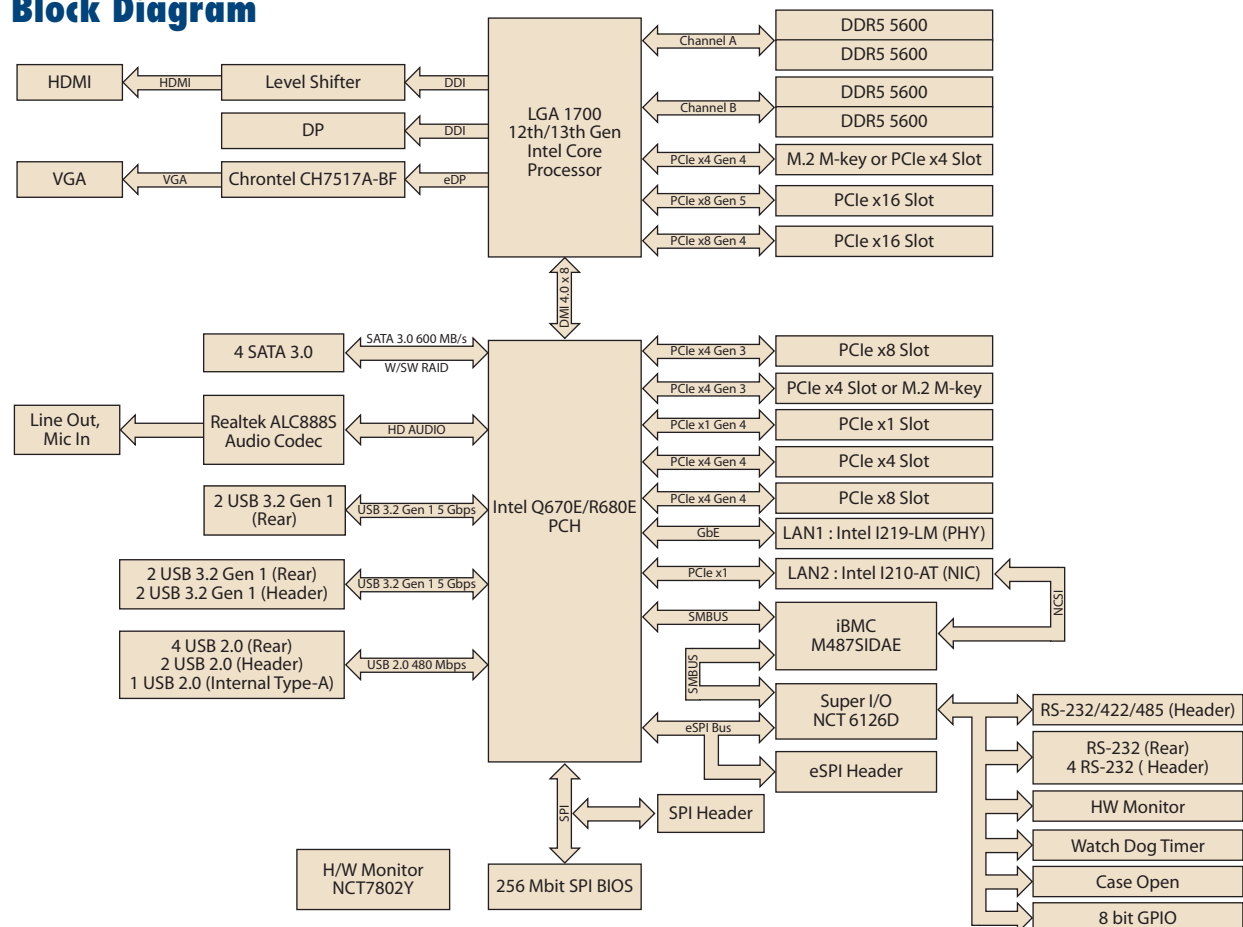 Block Diagram
DDR5 5600
DDR5 5600
Channel A
DDR5 5600
DDR5 5600
Channel B
HDMI
HDMI
Level Shifter
DDI
DP
DDI
VGA
VGA
Chrontel CH7517A-BF
eDP
LGA 1700
12th/13th Gen
Intel Core
Processor
PCIe x4 Gen 4
M.2 M-key or PCIe x4 Slot
PCIe x8 Gen 5
PCIe x16 Slot
PCIe x8 Gen 4
PCIe x16 Slot
DMI 4.0 x 8
4 SATA 3.0
SATA 3.0 600 MB/s
W/SW RAID
Line Out,
Mic In
Realtek ALC888S
Audio Codec
HD AUDIO
2 USB 3.2 Gen 1
(Rear)
USB 3.2 Gen 1 5 Gbps
2 USB 3.2 Gen 1 (Rear)
2 USB 3.2 Gen 1 (Header)
USB 3.2 Gen 1 5 Gbps
4 USB 2.0 (Rear)
2 USB 2.0 (Header)
1 USB 2.0 (Internal Type-A)
USB 2.0 480 Mbps
Intel Q670E/R680E
PCH
PCIe x4 Gen 3
PCIe x8 Slot
PCIe x4 Gen 3
PCIe x4 Slot or M.2 M-key
PCIe x1 Gen 4
PCIe x1 Slot
PCIe x4 Gen 4
PCIe x4 Slot
PCIe x4 Gen 4
PCIe x8 Slot
GbE
LAN1 : Intel I219-LM (PHY)
PCIe x1
LAN2 : Intel I210-AT (NIC)
NCSI
SMBUS
iBMC
M487SIDAE
SMBUS
Super I/O
NCT 6126D
eSPI Bus
eSPI Header
RS-232/422/485 (Header)
RS-232 (Rear)
4 RS-232 ( Header)
HW Monitor
Watch Dog Timer
Case Open
8 bit GPIO
SPI
SPI Header
H/W Monitor
NCT7802Y
256 Mbit SPI BIOS